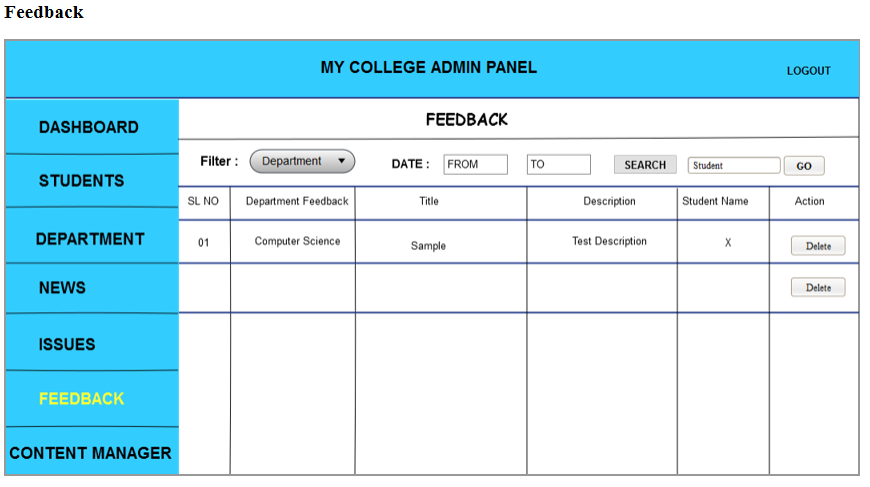 Feedback
MY COLLEGE ADMIN PANEL
LOGOUT
DASHBOARD
STUDENTS
DEPARTMENT
NEWS
ISSUES
FEEDBACK
CONTENT MANAGER
FEEDBACK
Filter : Department DATE : FROM TO SEARCH Student GO
SL NO Department Feedback Title Description Student Name Action
01 Computer Science Sample Test Description X Delete
Delete